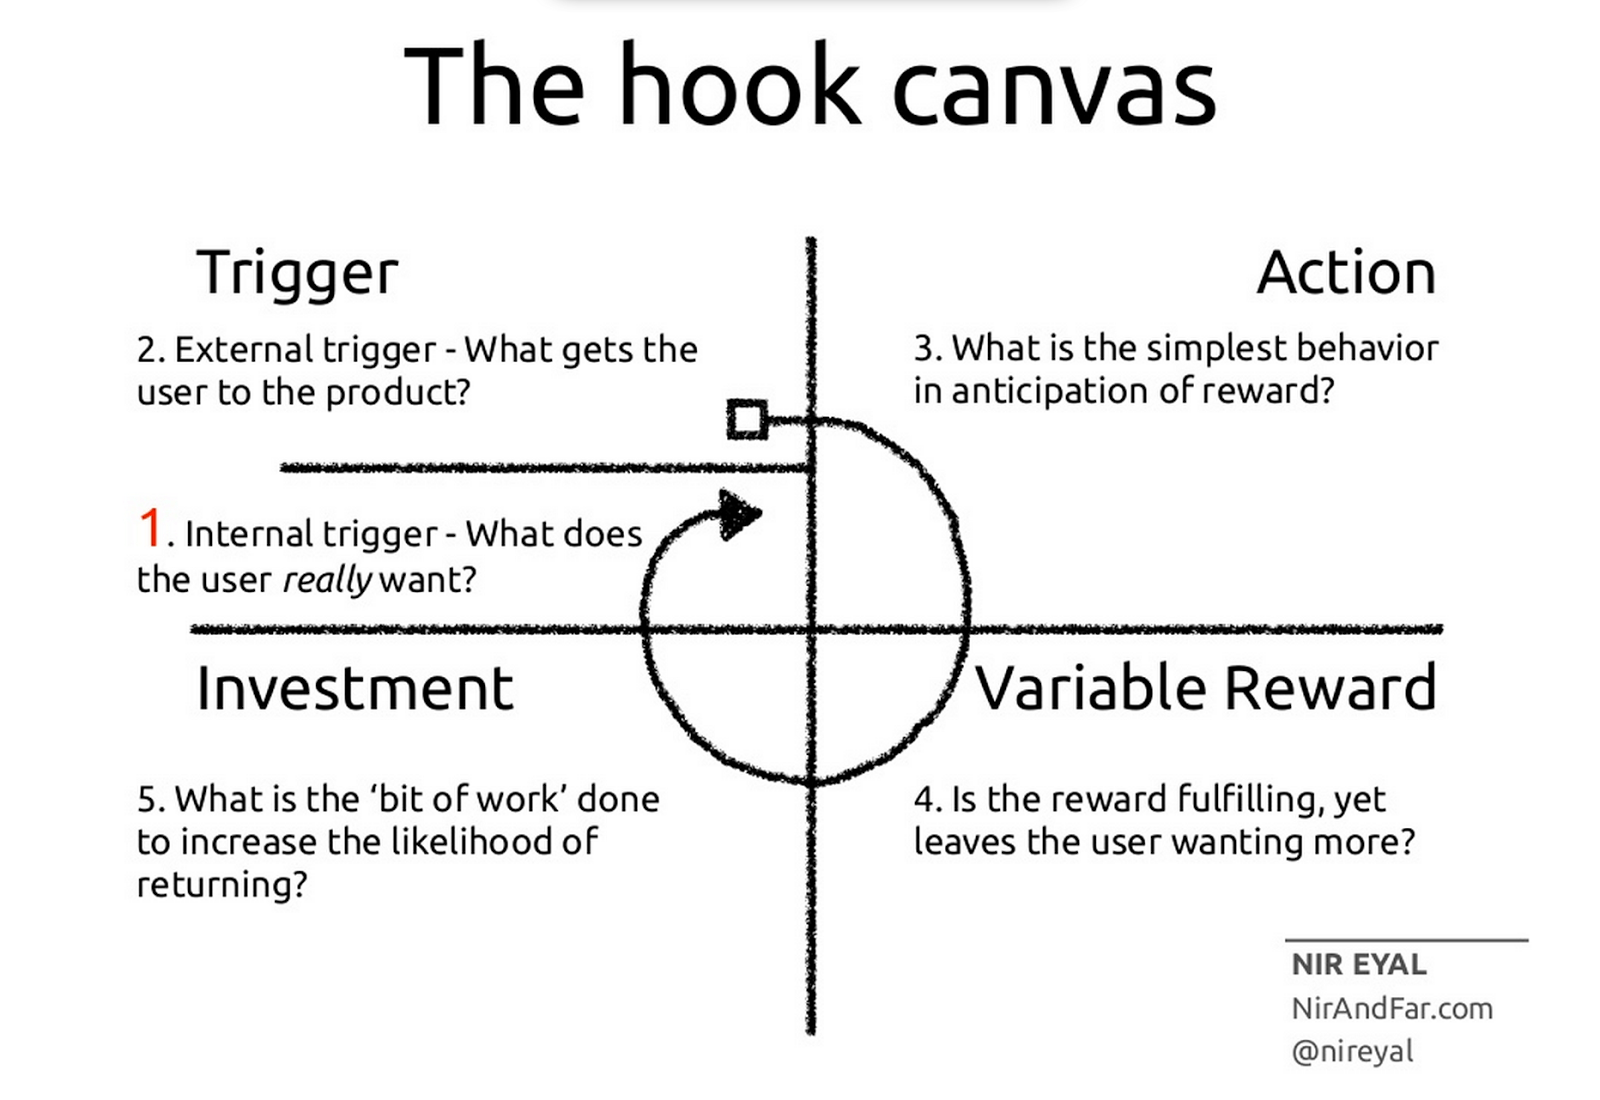 The hook canvas
Trigger
2. External trigger - What gets the
user to the product?
1. Internal trigger - What does
the user really want?
Action
3. What is the simplest behavior
in anticipation of reward?
Investment
5. What is the ‘bit of work’ done
to increase the likelihood of
returning?
Variable Reward
4. Is the reward fulfilling, yet
leaves the user wanting more?
NIR EYAL
NirAndFar.com
@nireyal